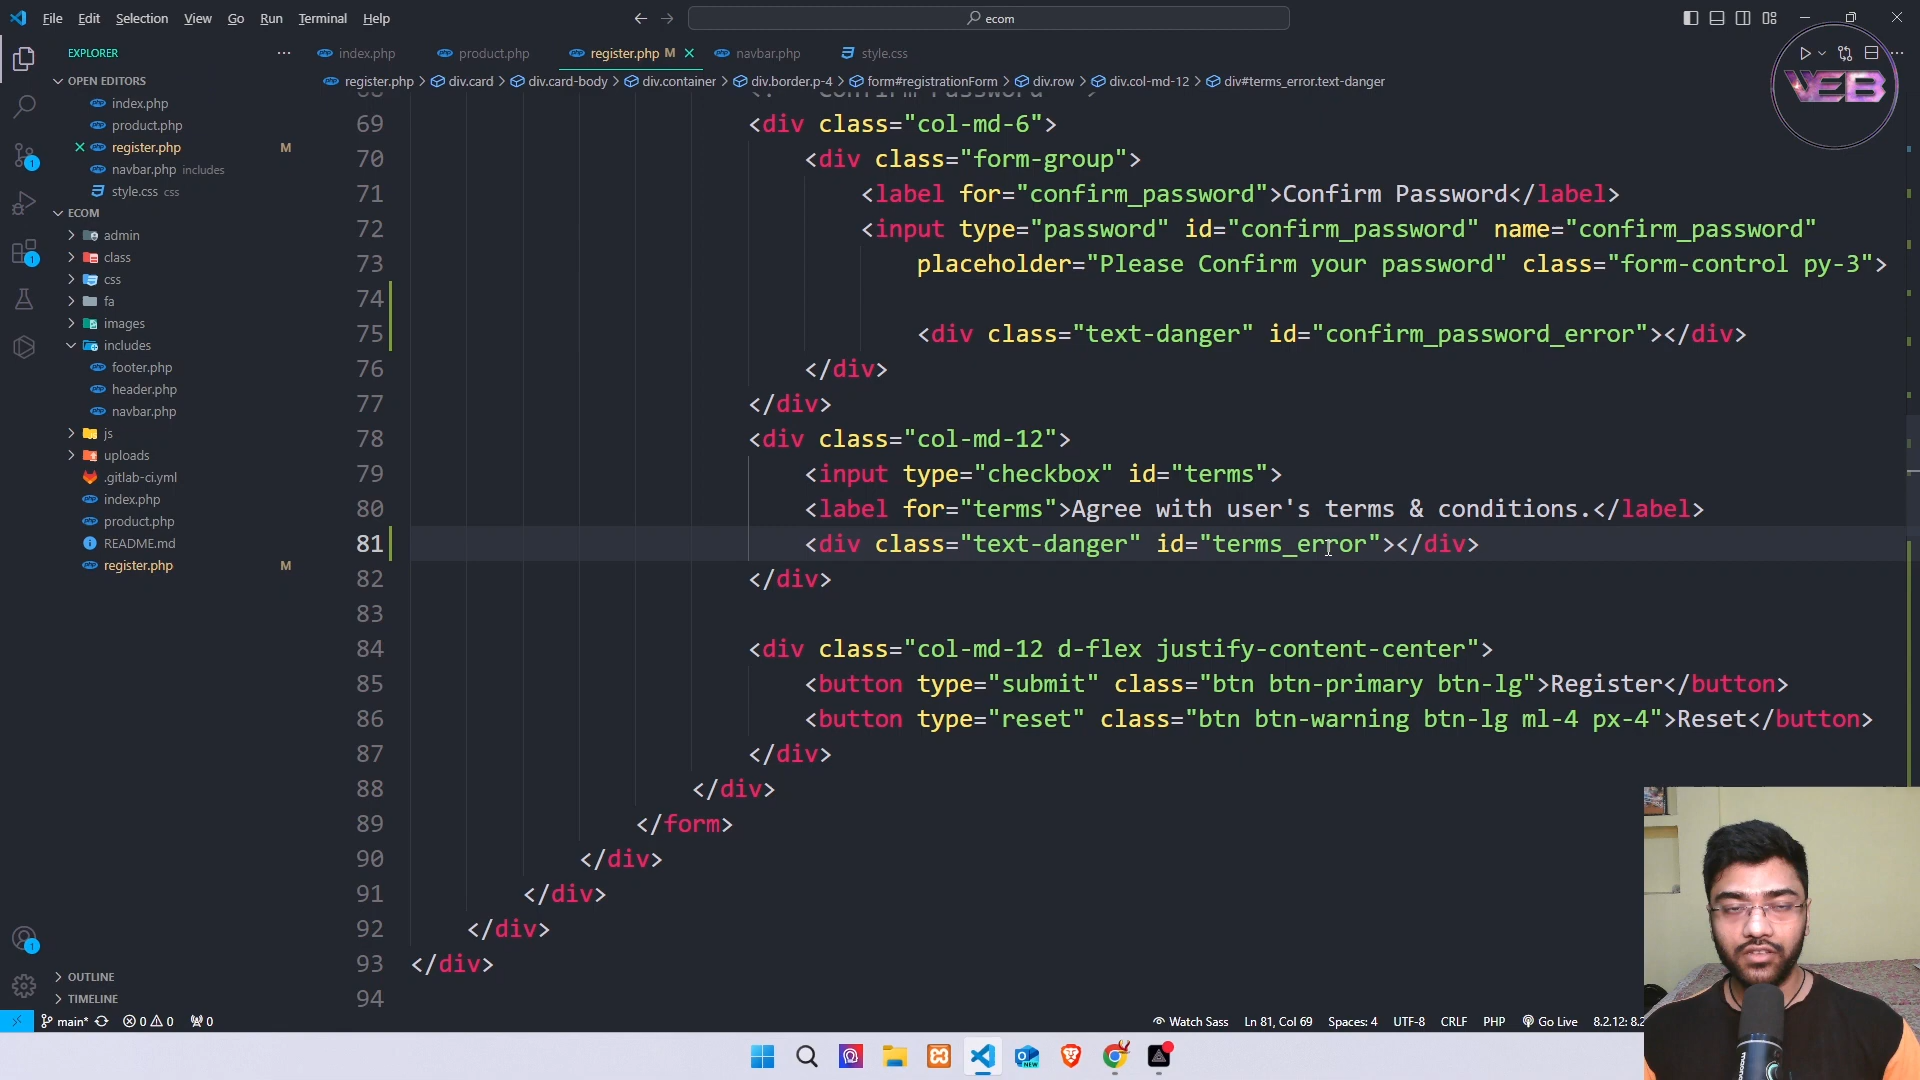 File Edit Selection View Go Run Terminal Help
ecom
EXPLORER
index.php
product.php
register.php M
navbar.php
style.css
OPEN EDITORS
index.php
product.php
register.php M
navbar.php includes
style.css css
ECOM
admin
class
css
fa
images
includes
footer.php
header.php
navbar.php
js
uploads
.gitlab-ci.yml
index.php
product.php
README.md
register.php M
OUTLINE
TIMELINE
register.php > div.card > div.card-body > div.container > div.border.p-4 > form#registrationForm > div.row > div.col-md-12 > div#terms_error.text-danger
VEB
69 <div class="col-md-6">
70 <div class="form-group">
71 <label for="confirm_password">Confirm Password</label>
72 <input type="password" id="confirm_password" name="confirm_password"
73 placeholder="Please Confirm your password" class="form-control py-3">
74
75 <div class="text-danger" id="confirm_password_error"></div>
76 </div>
77 </div>
78 <div class="col-md-12">
79 <input type="checkbox" id="terms">
80 <label for="terms">Agree with user's terms & conditions.</label>
81 <div class="text-danger" id="terms_error"></div>
82 </div>
83
84 <div class="col-md-12 d-flex justify-content-center">
85 <button type="submit" class="btn btn-primary btn-lg">Register</button>
86 <button type="reset" class="btn btn-warning btn-lg ml-4 px-4">Reset</button>
87 </div>
88 </div>
89 </form>
90 </div>
91 </div>
92 </div>
93 </div>
94
main* 0 0 0
Watch Sass Ln 81, Col 69 Spaces: 4 UTF-8 CRLF PHP Go Live